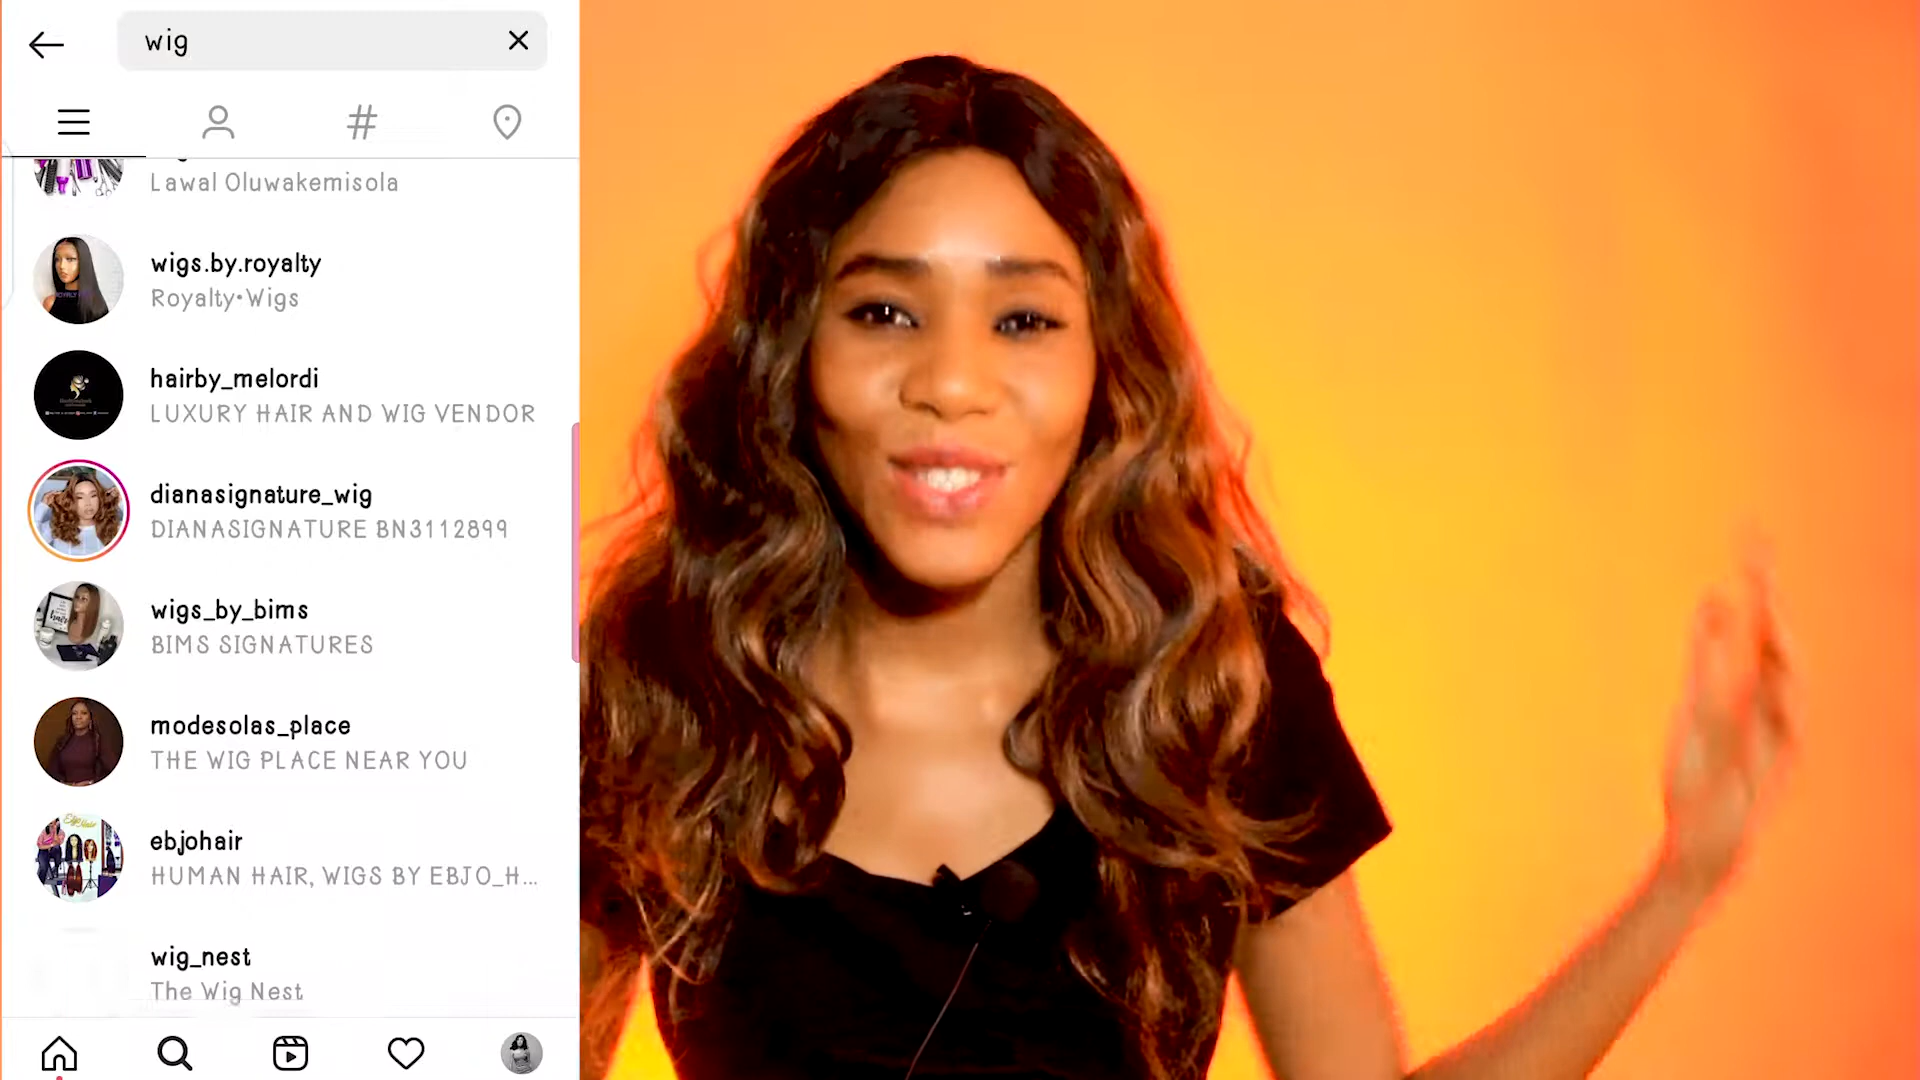 wig
Lawal Oluwakemisola
wigs.by.royalty
Royalty•Wigs
hairby_melordi
LUXURY HAIR AND WIG VENDOR
dianasignature_wig
DIANASIGNATURE BN3112899
wigs_by_bims
BIMS SIGNATURES
modesolas_place
THE WIG PLACE NEAR YOU
ebjohair
HUMAN HAIR, WIGS BY EBJO_H...
wig_nest
The Wig Nest